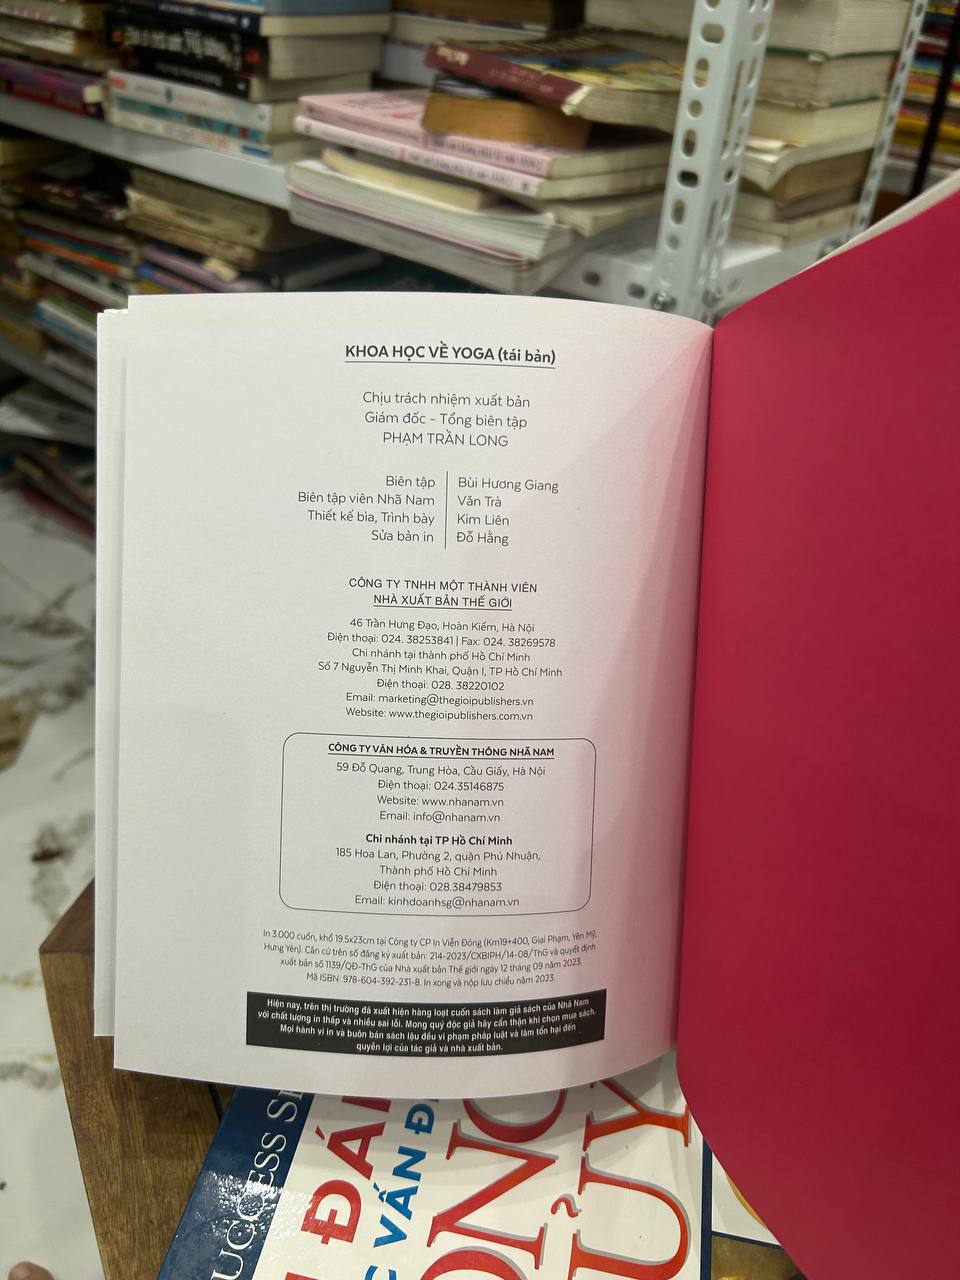 KHOA HỌC VỀ YOGA (tái bản)
Chịu trách nhiệm xuất bản
Giám đốc - Tổng biên tập
PHẠM TRẦN LONG
Biên tập Bùi Hương Giang
Biên tập viên Nhã Nam Văn Trà
Thiết kế bìa, Trình bày Kim Liên
Sửa bản in Đỗ Hằng
CÔNG TY TNHH MỘT THÀNH VIÊN
NHÀ XUẤT BẢN THẾ GIỚI
46 Trần Hưng Đạo, Hoàn Kiếm, Hà Nội
Điện thoại: 024. 38253841 | Fax: 024. 38269578
Chi nhánh tại thành phố Hồ Chí Minh
Số 7 Nguyễn Thị Minh Khai, Quận I, TP Hồ Chí Minh
Điện thoại: 028. 38220102
Email: marketing@thegioipublishers.vn
Website: www.thegioipublishers.com.vn
CÔNG TY VĂN HÓA & TRUYỀN THÔNG NHÃ NAM
59 Đỗ Quang, Trung Hòa, Cầu Giấy, Hà Nội
Điện thoại: 024.35146875
Website: www.nhanam.vn
Email: info@nhanam.vn
Chi nhánh tại TP Hồ Chí Minh
185 Hoa Lan, Phường 2, quận Phú Nhuận,
Thành phố Hồ Chí Minh
Điện thoại: 028.38479853
Email: kinhdoanhsg@nhanam.vn
In 3.000 cuốn, khổ 19.5x23cm tại Công ty CP In Viễn Đông (Km19+400, Giai Phạm, Yên Mỹ,
Hưng Yên). Căn cứ trên số đăng ký xuất bản: 214-2023/CXBIPH/14-08/ThG và quyết định
xuất bản số 1139/QĐ-ThG của Nhà xuất bản Thế giới ngày 12 tháng 09 năm 2023.
Mã ISBN: 978-604-392-231-8. In xong và nộp lưu chiểu năm 2023.
Hiện nay, trên thị trường đã xuất hiện hàng loạt cuốn sách làm giả sách của Nhã Nam
với chất lượng in thấp và nhiều sai lỗi. Mong quý độc giả hãy cẩn thận khi chọn mua sách.
Mọi hành vi in và buôn bán sách lậu đều vi phạm pháp luật và làm tổn hại đến
quyền lợi của tác giả và nhà xuất bản.
VẤN